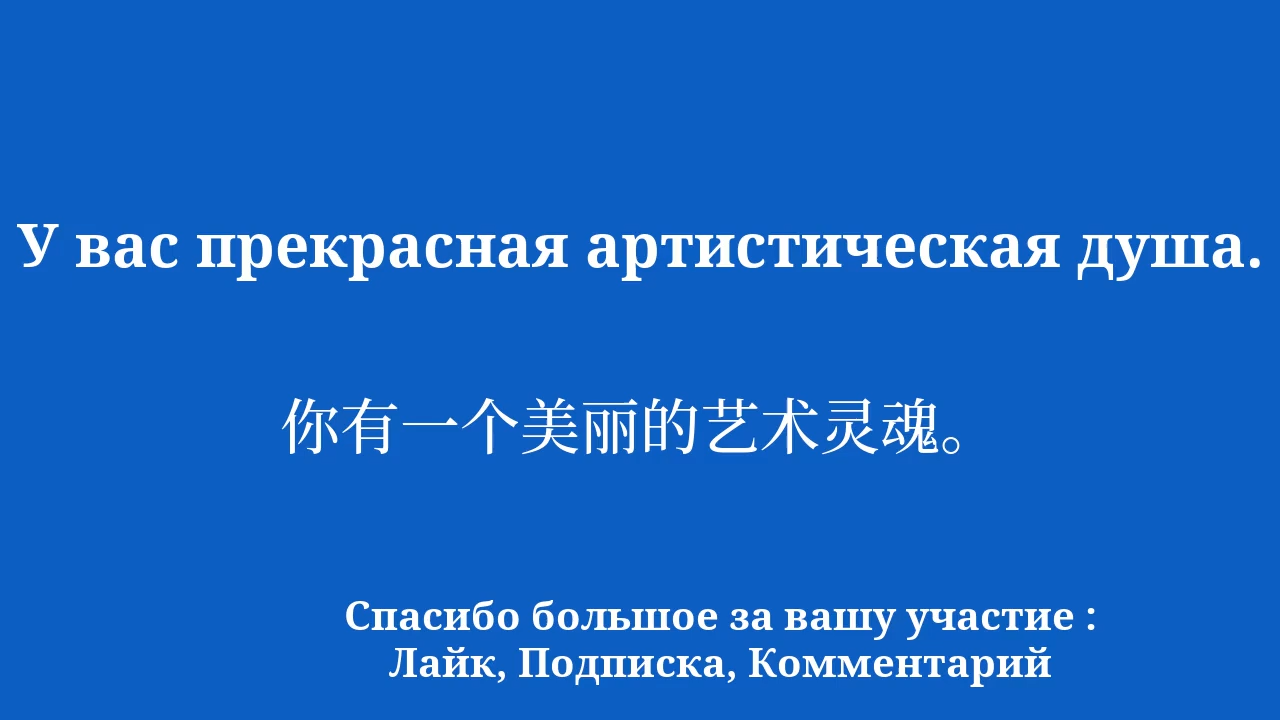 У вас прекрасная артистическая душа.
你有一个美丽的艺术灵魂。
Спасибо большое за вашу участие :
Лайк, Подписка, Комментарий